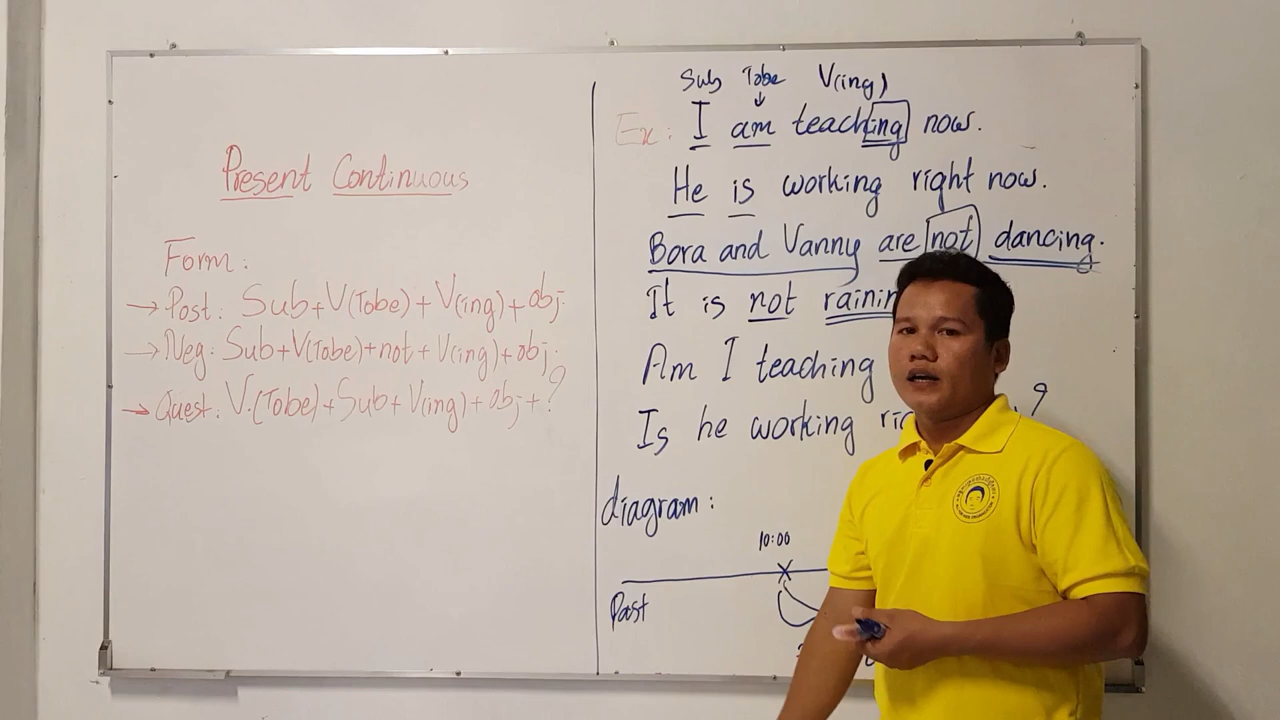 Present Continuous
Form:
→ Post: Sub+V(Tobe)+V(ing)+obj.
→ Neg: Sub+V(Tobe)+not+V(ing)+obj.
→ Quest: V.(Tobe)+Sub+V(ing)+obj+?
Sub Tobe V(ing)
↓
Ex: I am teaching now.
He is working right now.
Bora and Vanny are not dancing.
It is not rainin
Am I teaching
Is he working ?
diagram:
10:00
Past